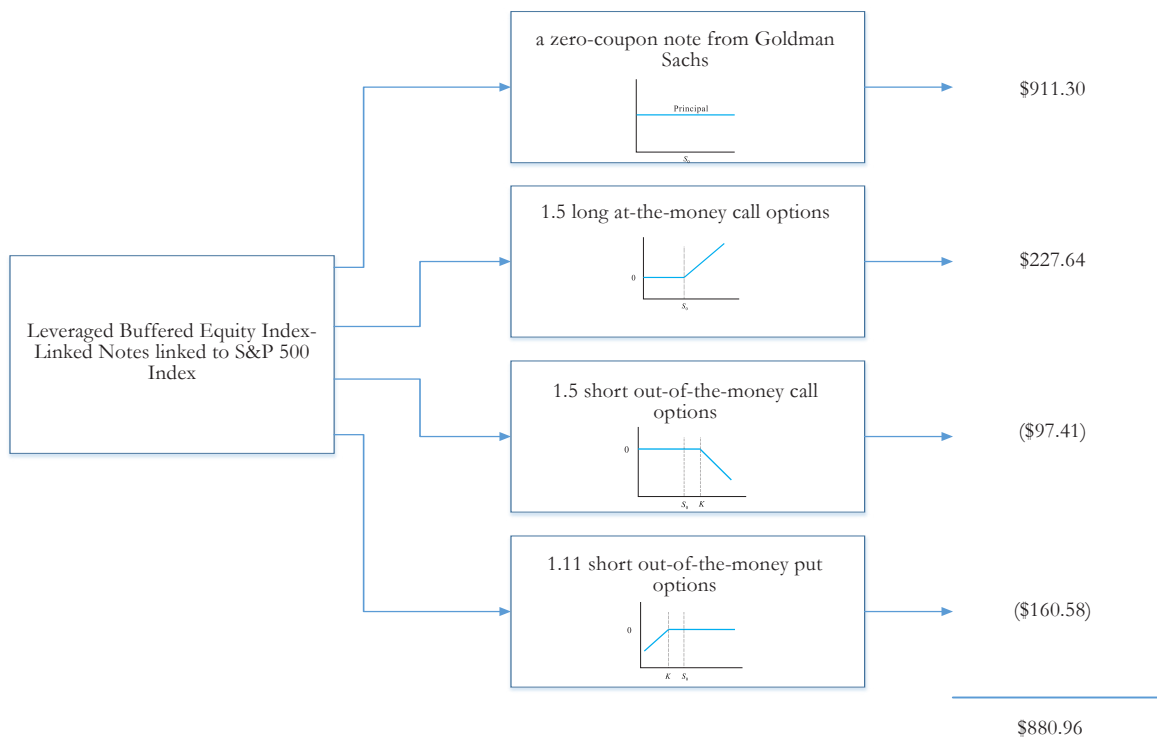 a zero-coupon note from Goldman
Sachs
Principal
S₀
$911.30
1.5 long at-the-money call options
0
S₀
$227.64
Leveraged Buffered Equity Index-
Linked Notes linked to S&P 500
Index
1.5 short out-of-the-money call
options
0
S₀ K
($97.41)
1.11 short out-of-the-money put
options
0
K S₀
($160.58)
$880.96